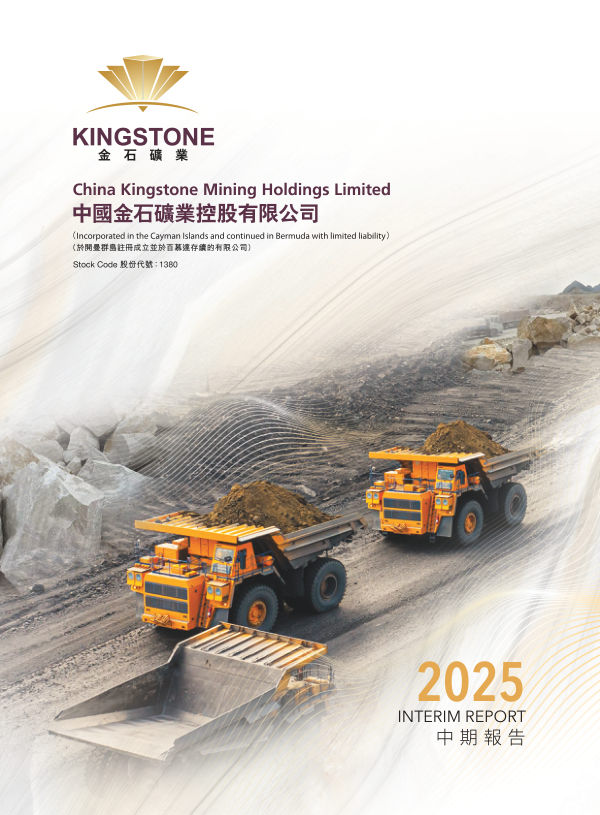 KINGSTONE
金石礦業
China Kingstone Mining Holdings Limited
中國金石礦業控股有限公司
(Incorporated in the Cayman Islands and continued in Bermuda with limited liability)
(於開曼群島註冊成立並於百慕達存續的有限公司)
Stock Code 股份代號：1380
2025
INTERIM REPORT
中期報告